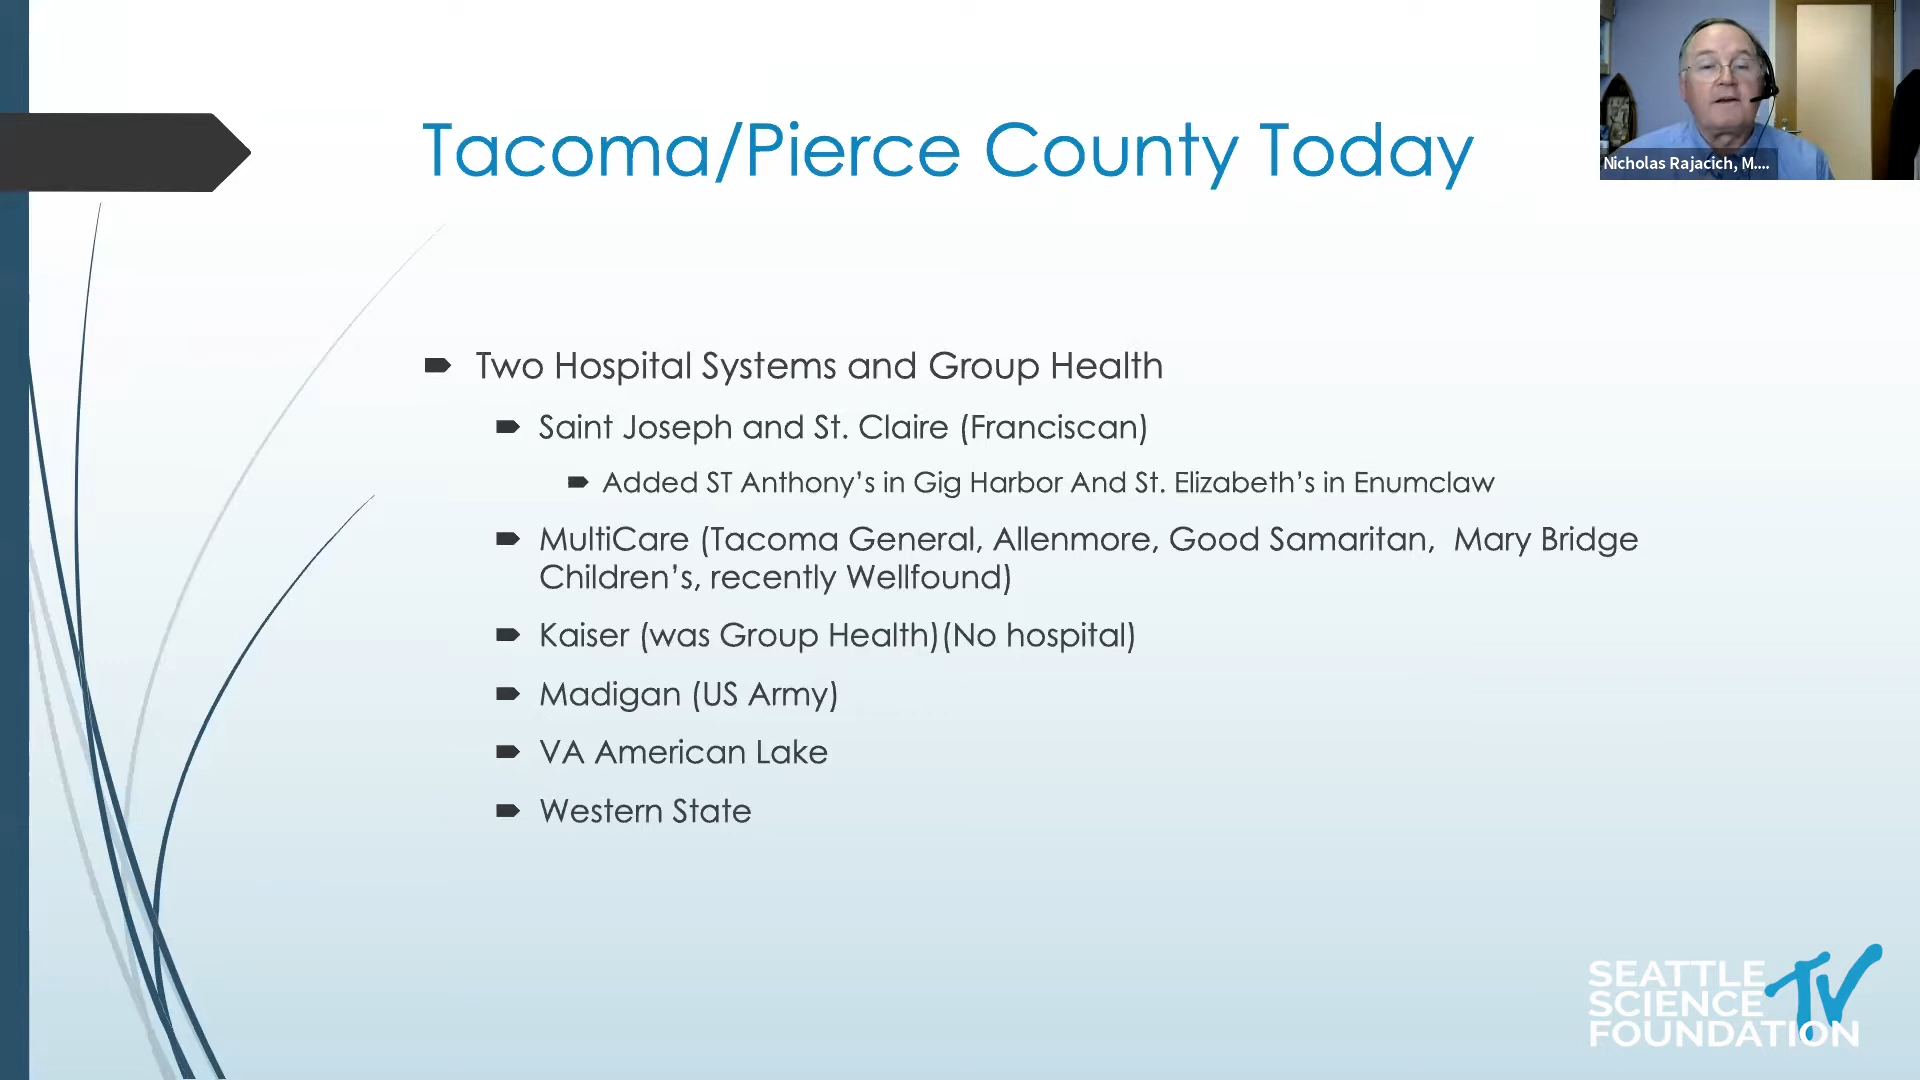 Tacoma/Pierce County Today
Nicholas Rajacich, M....
Two Hospital Systems and Group Health
Saint Joseph and St. Claire (Franciscan)
Added ST Anthony’s in Gig Harbor And St. Elizabeth’s in Enumclaw
MultiCare (Tacoma General, Allenmore, Good Samaritan,  Mary Bridge
Children’s, recently Wellfound)
Kaiser (was Group Health)(No hospital)
Madigan (US Army)
VA American Lake
Western State
SEATTLE
SCIENCE
FOUNDATION
TV